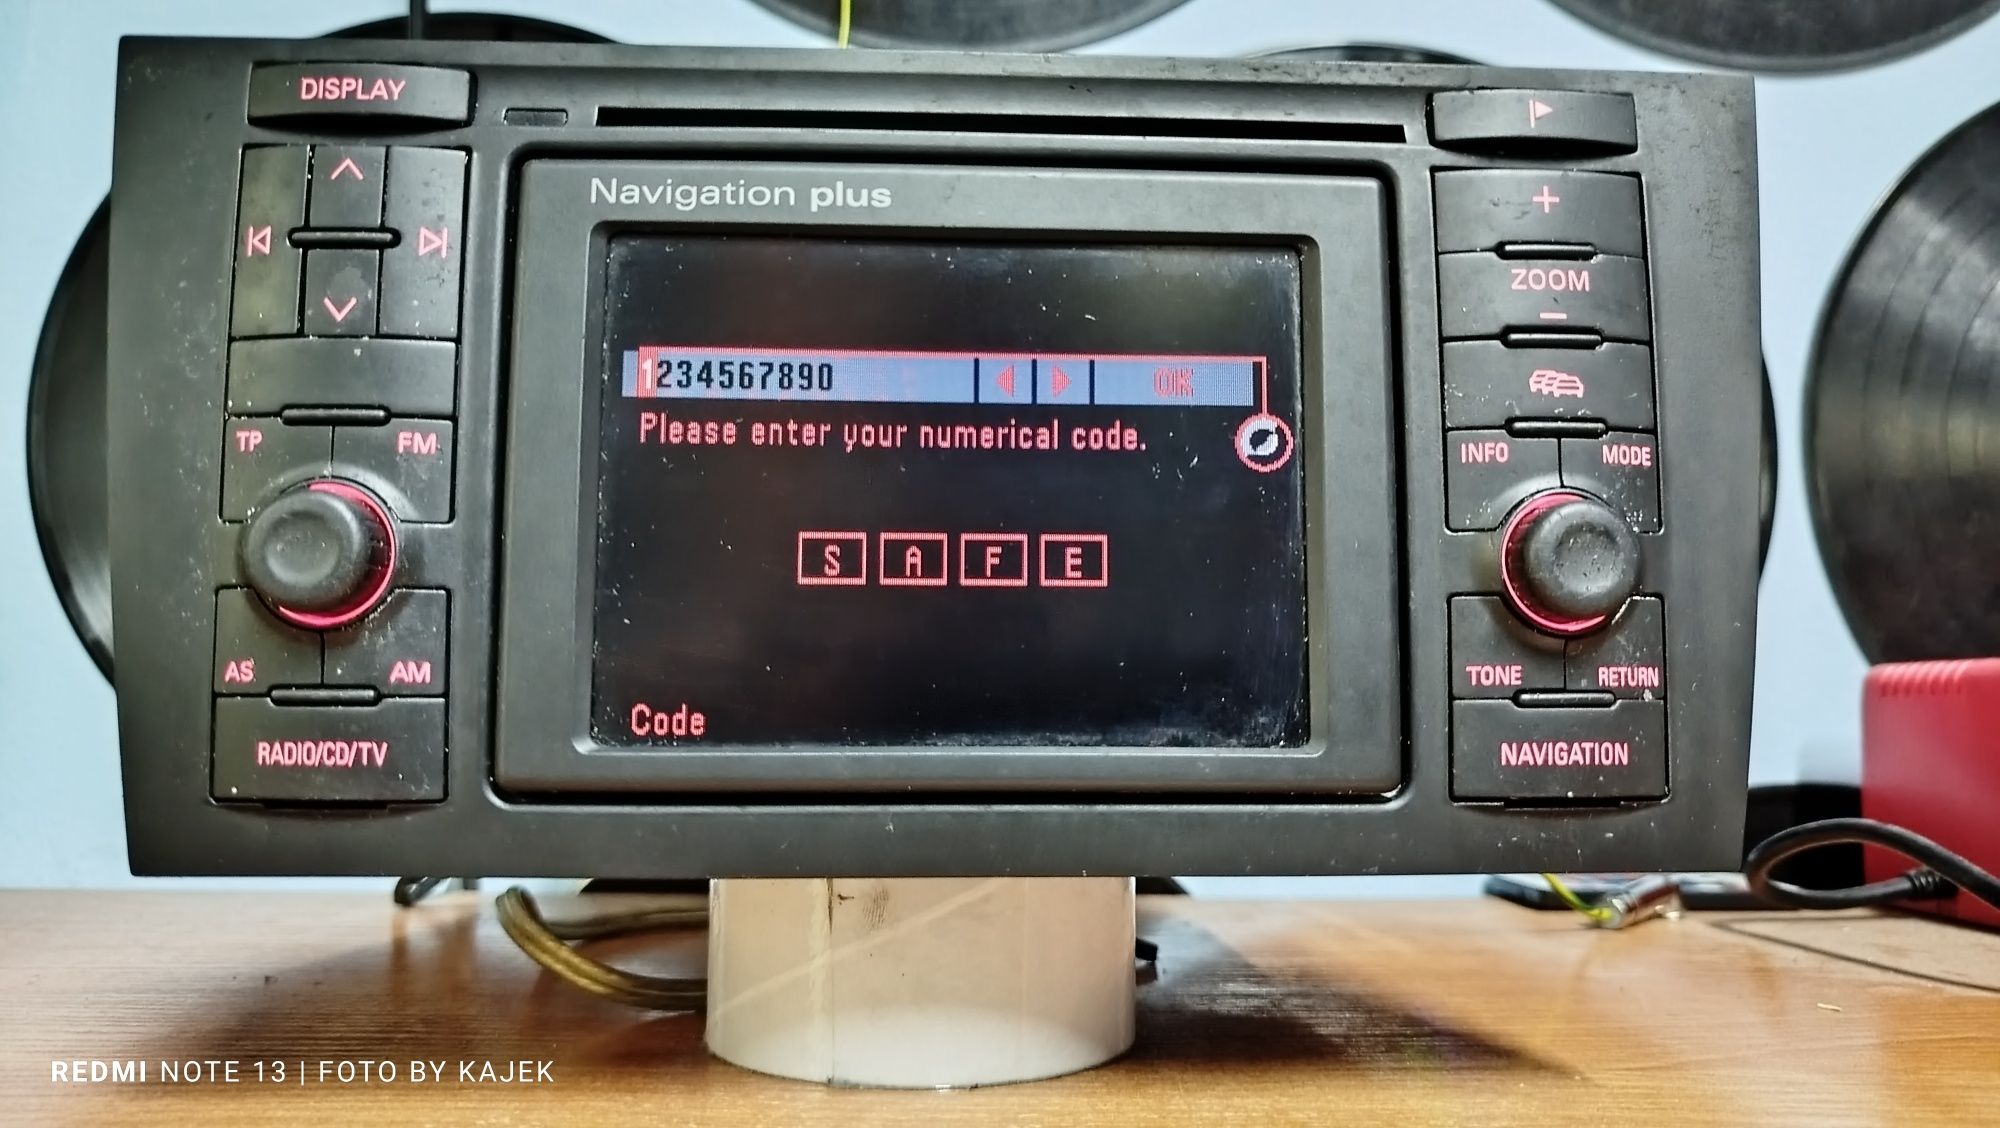 DISPLAY
Navigation plus
+
ZOOM
−
1234567890
OK
Please enter your numerical code.
TP
FM
INFO
MODE
S A F E
AS
AM
TONE
RETURN
Code
RADIO/CD/TV
NAVIGATION
REDMI NOTE 13 | FOTO BY KAJEK